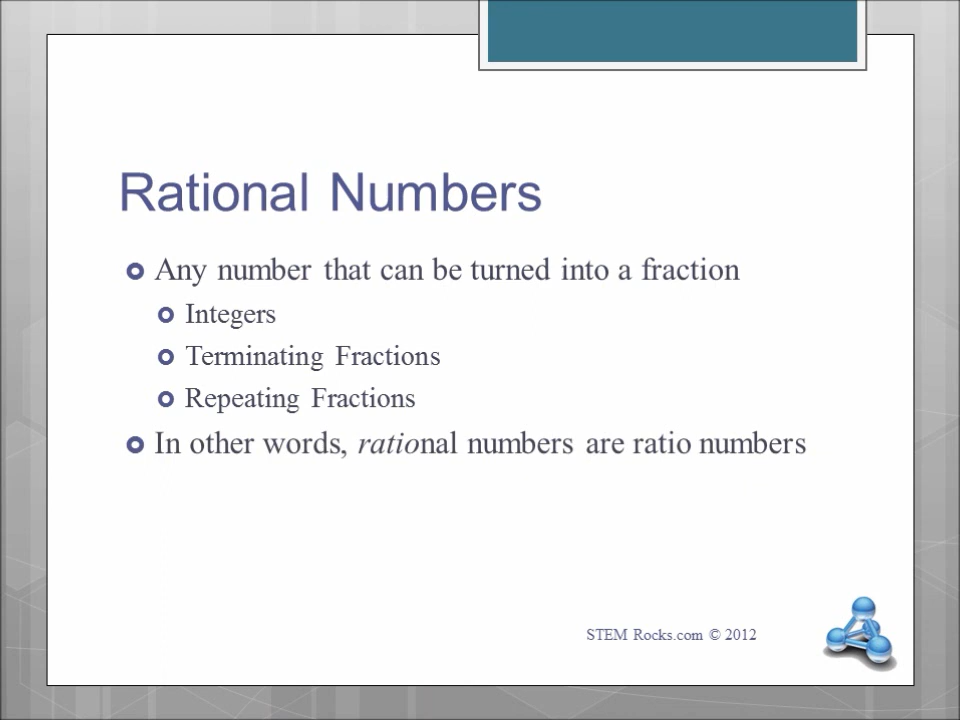 Rational Numbers
Any number that can be turned into a fraction
Integers
Terminating Fractions
Repeating Fractions
In other words, rational numbers are ratio numbers
STEM Rocks.com © 2012